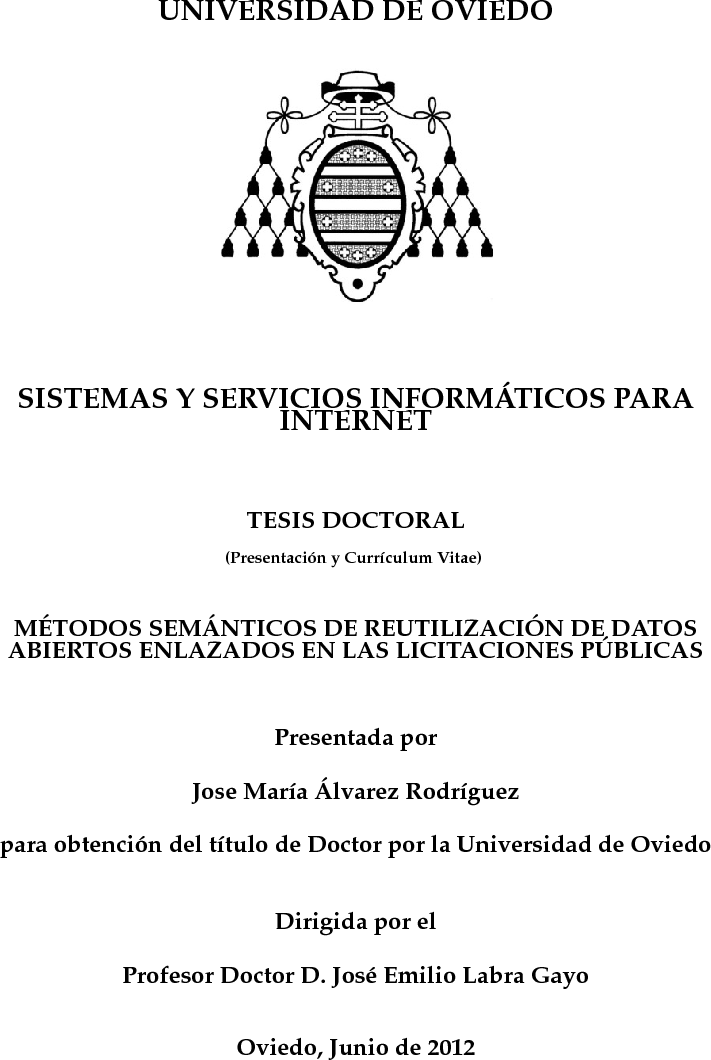 UNIVERSIDAD DE OVIEDO
SISTEMAS Y SERVICIOS INFORMÁTICOS PARA
INTERNET
TESIS DOCTORAL
(Presentación y Currículum Vitae)
MÉTODOS SEMÁNTICOS DE REUTILIZACIÓN DE DATOS
ABIERTOS ENLAZADOS EN LAS LICITACIONES PÚBLICAS
Presentada por
Jose María Álvarez Rodríguez
para obtención del título de Doctor por la Universidad de Oviedo
Dirigida por el
Profesor Doctor D. José Emilio Labra Gayo
Oviedo, Junio de 2012